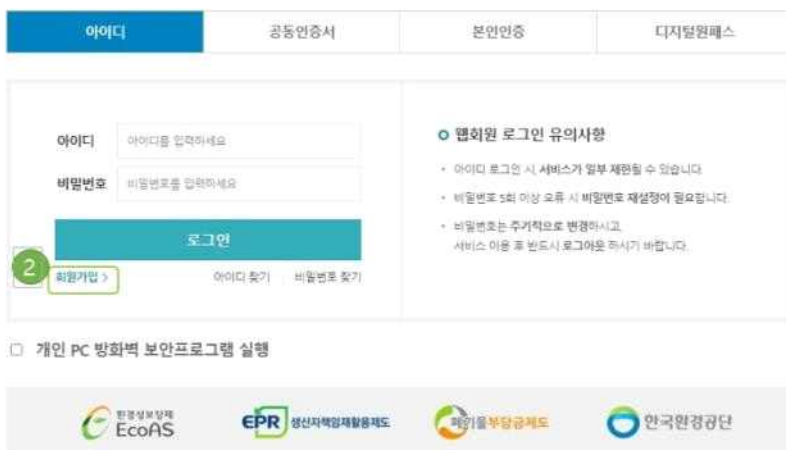 아이디
공동인증서
본인인증
디지털원패스
아이디 아이디를 입력하세요
비밀번호 비밀번호를 입력하세요
로그인
2
회원가입 >
아이디 찾기
비밀번호 찾기
웹회원 로그인 유의사항
• 아이디 로그인 시, 서비스가 일부 제한될 수 있습니다
• 비밀번호 5회 이상 오류 시 비밀번호 재설정이 필요합니다.
• 비밀번호는 주기적으로 변경하시고,
서비스 이용 후 반드시 로그아웃 하시기 바랍니다.
개인 PC 방화벽 보안프로그램 실행
환경성보장제
EcoAS
EPR 생산자책임재활용제도
폐기물부담금제도
한국환경공단